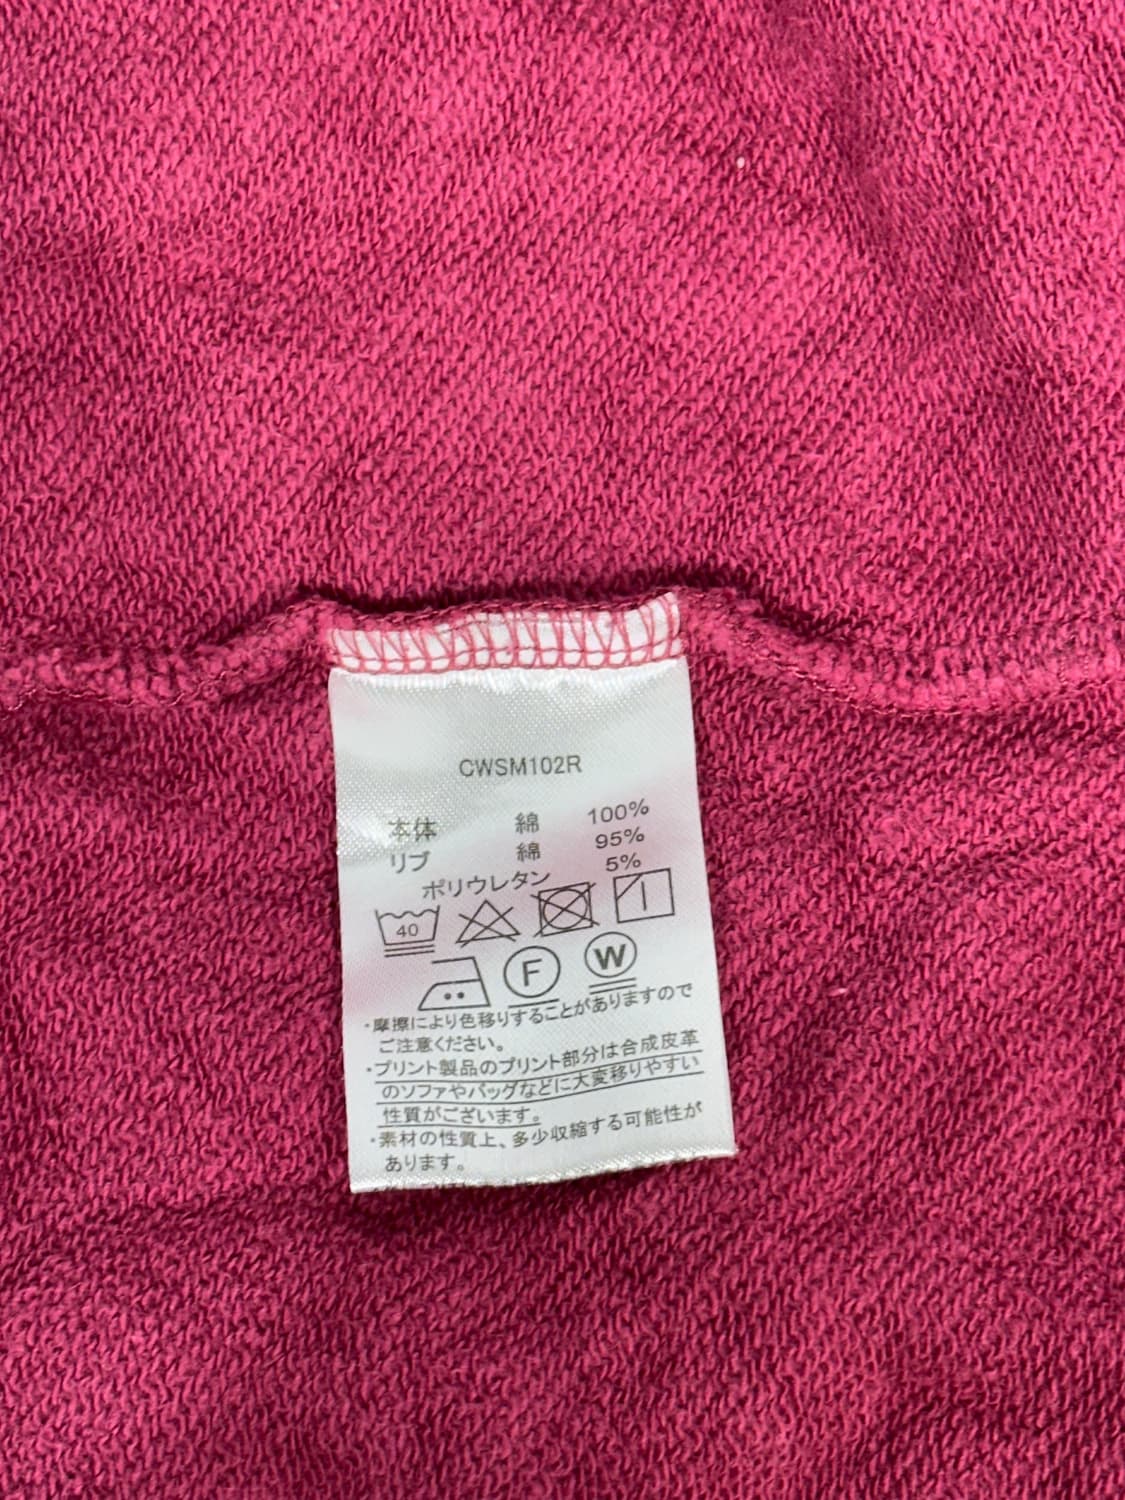 CWSM102R
本体 綿 100%
リブ 綿 95%
ポリウレタン 5%
40
F W
・摩擦により色移りすることがありますので
ご注意ください。
・プリント製品のプリント部分は合成皮革
のソファやバッグなどに大変移りやすい
性質がございます。
・素材の性質上、多少収縮する可能性が
あります。